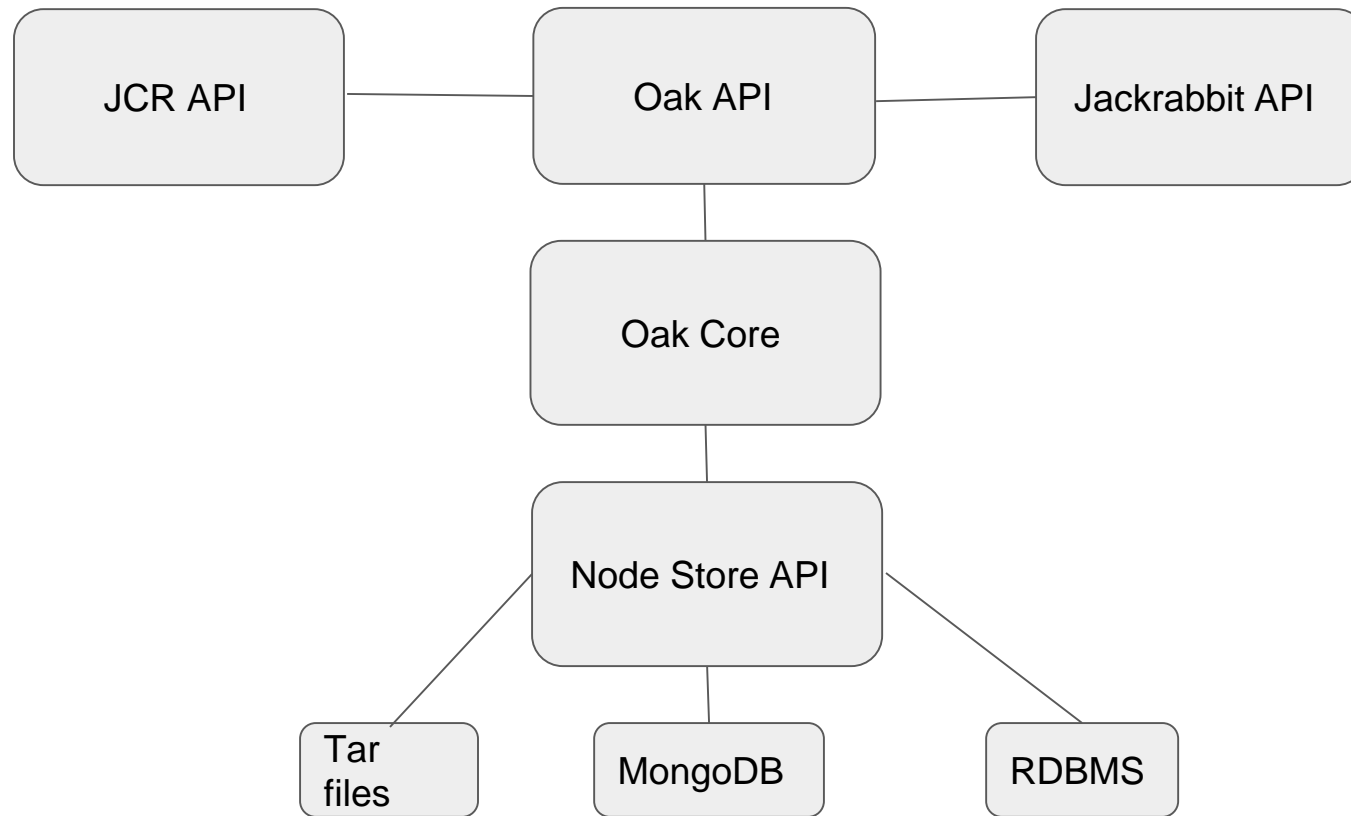 JCR API
Oak API
Jackrabbit API
Oak Core
Node Store API
Tar
files
MongoDB
RDBMS